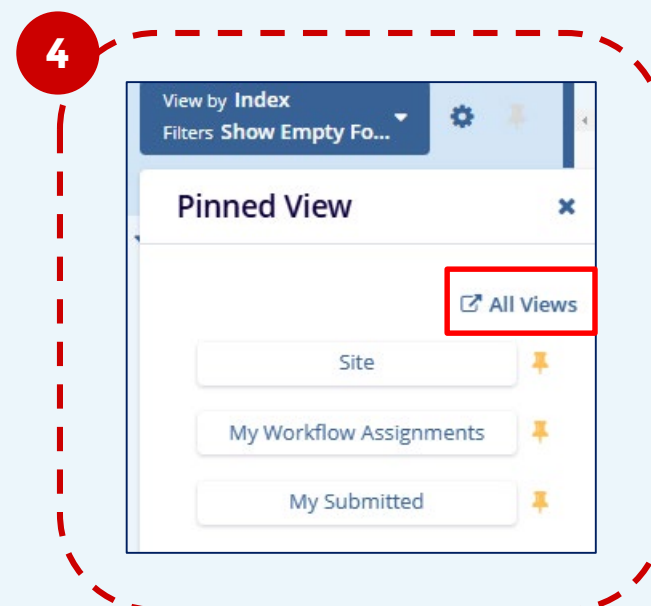 4
View by Index
Filters Show Empty Fo...
Pinned View
All Views
Site
My Workflow Assignments
My Submitted